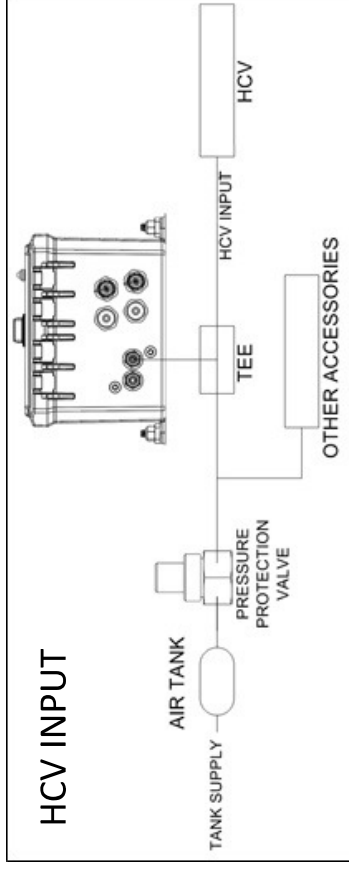 HCV INPUT
TANK SUPPLY
AIR TANK
PRESSURE
PROTECTION
VALVE
TEE
OTHER ACCESSORIES
HCV INPUT
HCV